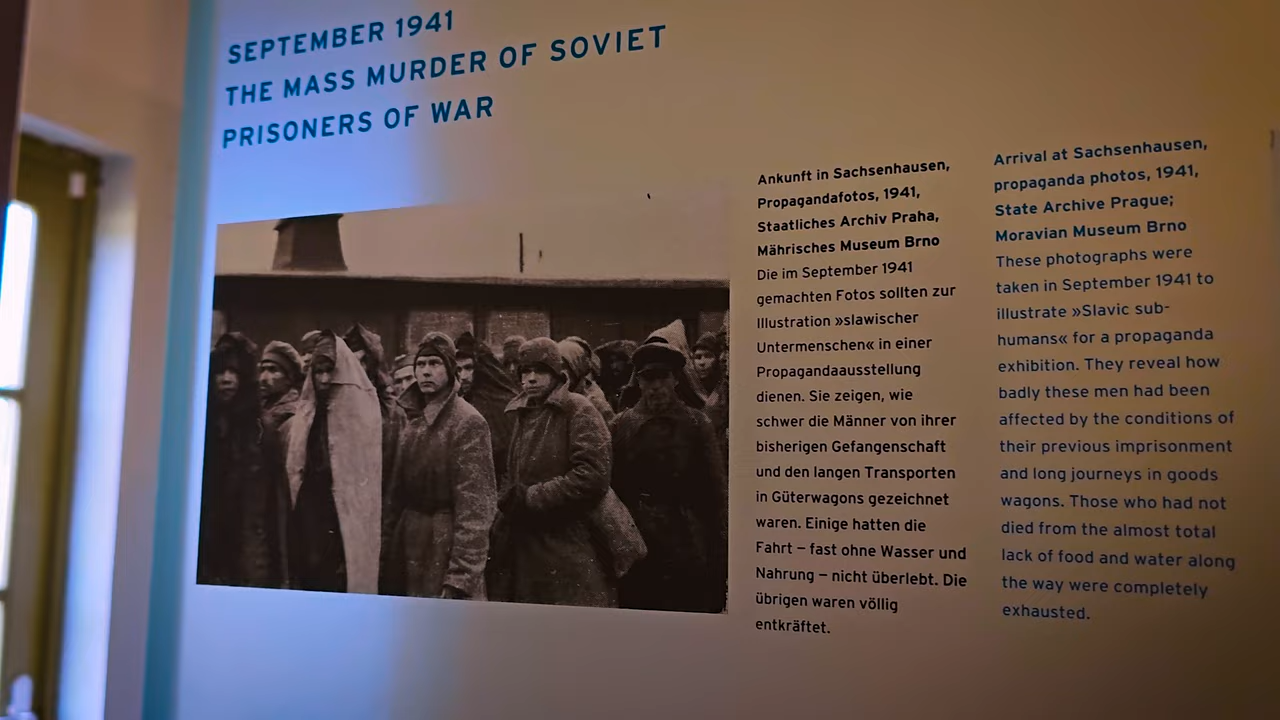 SEPTEMBER 1941
THE MASS MURDER OF SOVIET
PRISONERS OF WAR
Ankunft in Sachsenhausen,
Propagandafotos, 1941,
Staatliches Archiv Praha,
Mährisches Museum Brno
Die im September 1941
gemachten Fotos sollten zur
Illustration »slawischer
Untermenschen« in einer
Propagandaausstellung
dienen. Sie zeigen, wie
schwer die Männer von ihrer
bisherigen Gefangenschaft
und den langen Transporten
in Güterwagons gezeichnet
waren. Einige hatten die
Fahrt – fast ohne Wasser und
Nahrung – nicht überlebt. Die
übrigen waren völlig
entkräftet.
Arrival at Sachsenhausen,
propaganda photos, 1941,
State Archive Prague;
Moravian Museum Brno
These photographs were
taken in September 1941 to
illustrate »Slavic sub-
humans« for a propaganda
exhibition. They reveal how
badly these men had been
affected by the conditions of
their previous imprisonment
and long journeys in goods
wagons. Those who had not
died from the almost total
lack of food and water along
the way were completely
exhausted.